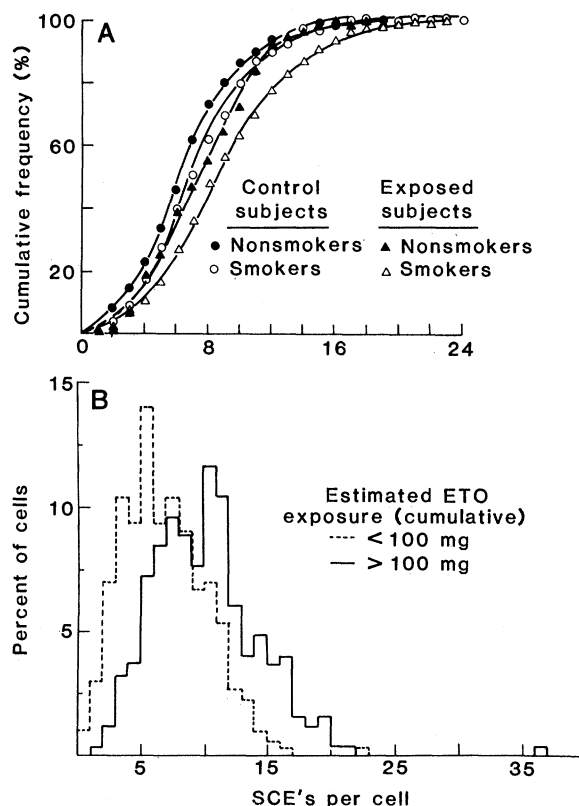 A
Cumulative frequency (%)
100
60
20
0
8
16
24
Control
subjects
Exposed
subjects
Nonsmokers
Smokers
Nonsmokers
Smokers
B
Percent of cells
15
10
5
5
15
25
35
SCE's per cell
Estimated ETO
exposure (cumulative)
< 100 mg
> 100 mg